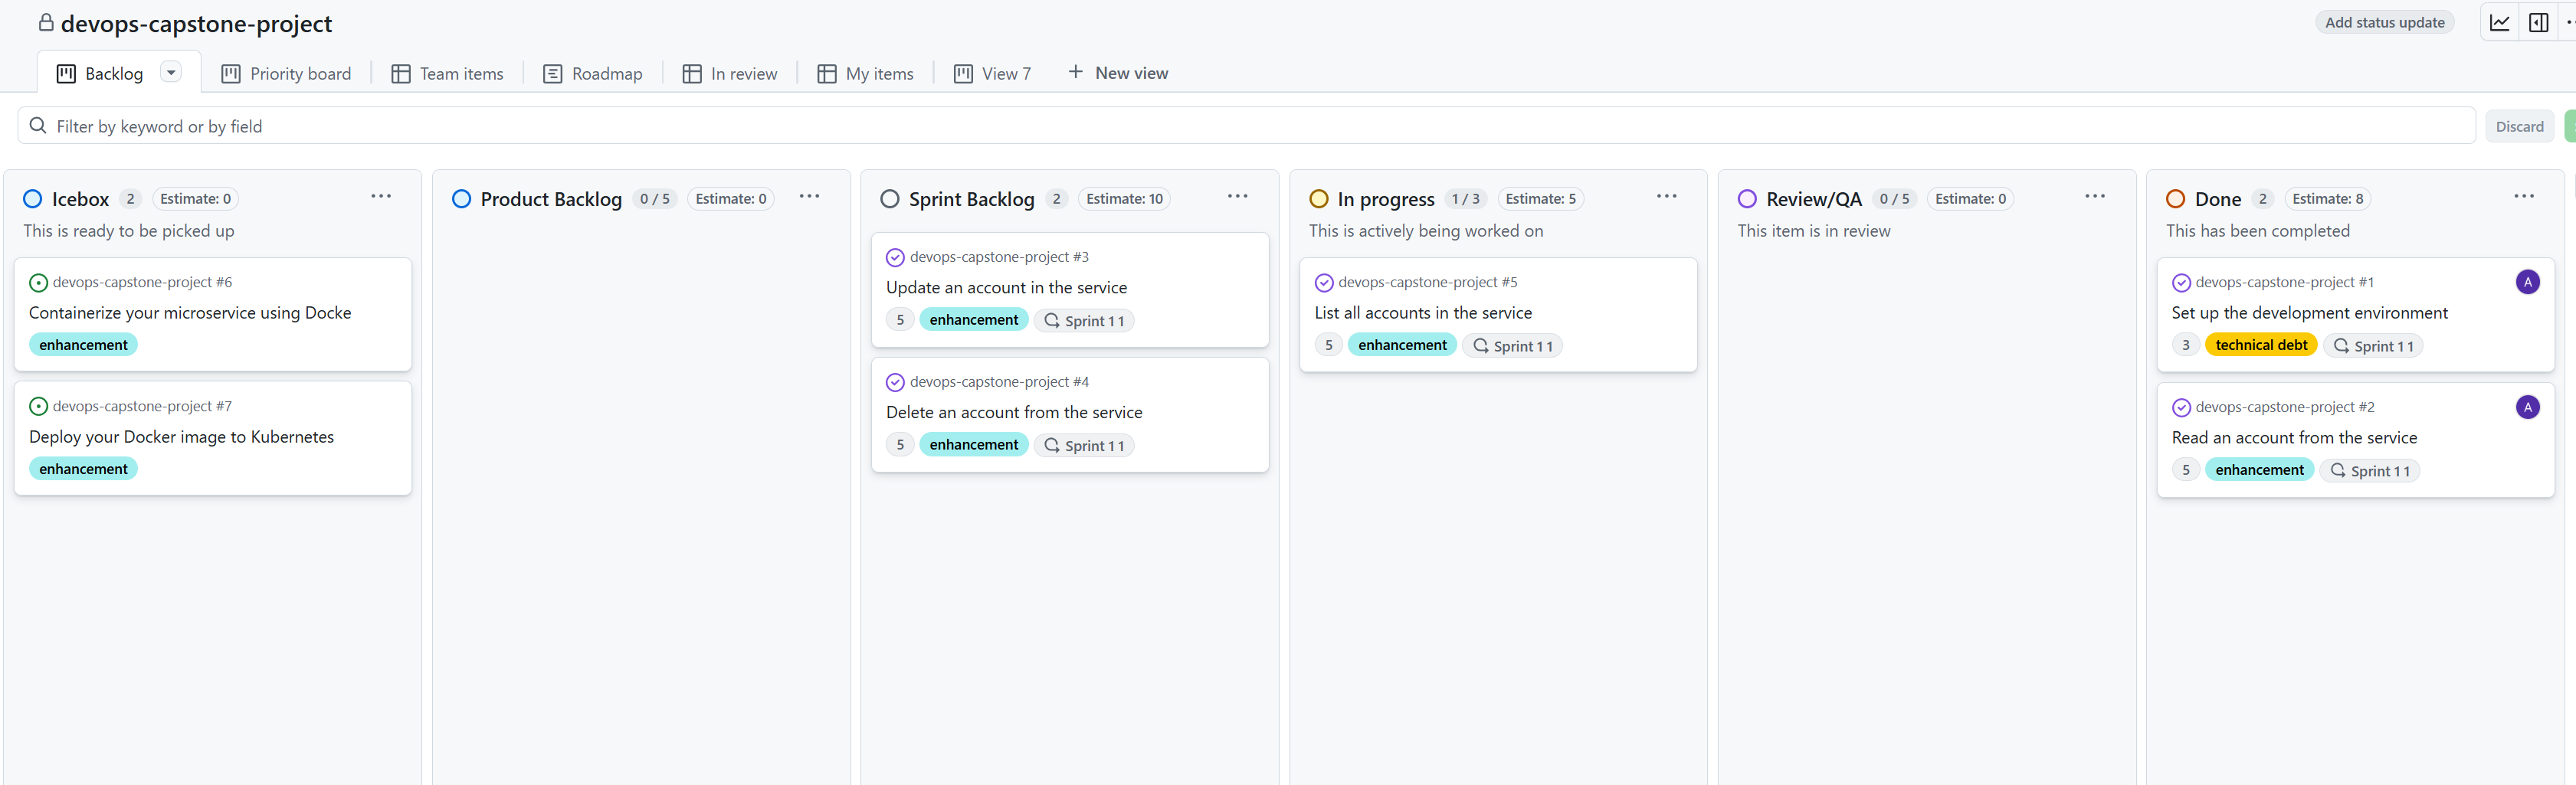 devops-capstone-project
Add status update
Backlog
Priority board
Team items
Roadmap
In review
My items
View 7
New view
Filter by keyword or by field
Discard
Icebox 2 Estimate: 0
This is ready to be picked up
devops-capstone-project #6
Containerize your microservice using Docke
enhancement
devops-capstone-project #7
Deploy your Docker image to Kubernetes
enhancement
Product Backlog 0 / 5 Estimate: 0
Sprint Backlog 2 Estimate: 10
devops-capstone-project #3
Update an account in the service
5 enhancement Sprint 11
devops-capstone-project #4
Delete an account from the service
5 enhancement Sprint 11
In progress 1 / 3 Estimate: 5
This is actively being worked on
devops-capstone-project #5
List all accounts in the service
5 enhancement Sprint 11
Review/QA 0 / 5 Estimate: 0
This item is in review
Done 2 Estimate: 8
This has been completed
devops-capstone-project #1 A
Set up the development environment
3 technical debt Sprint 11
devops-capstone-project #2 A
Read an account from the service
5 enhancement Sprint 11